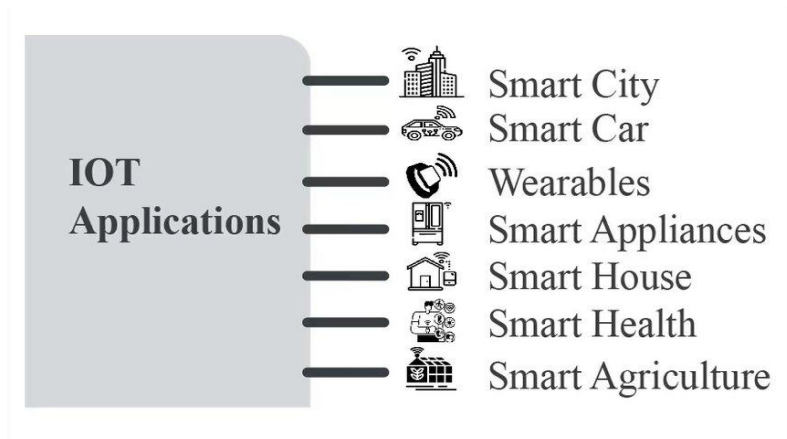 IOT
Applications
Smart City
Smart Car
Wearables
Smart Appliances
Smart House
Smart Health
Smart Agriculture